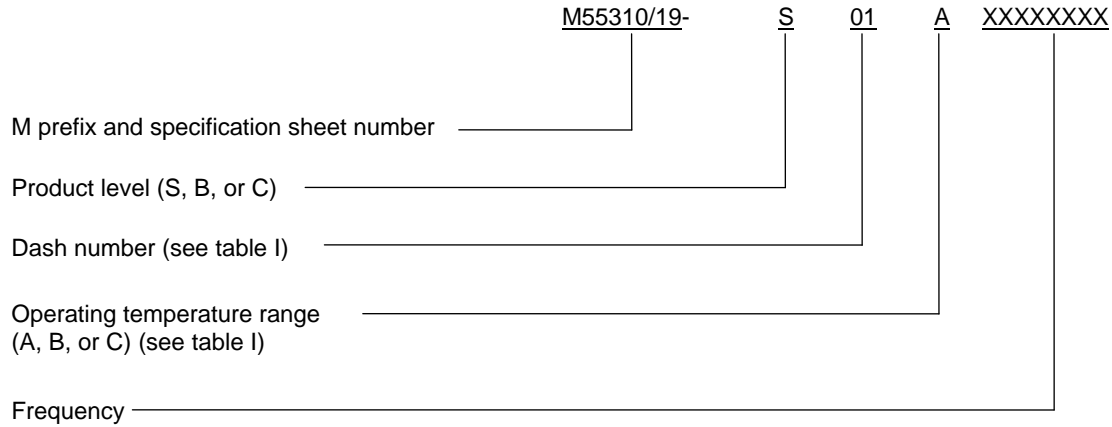 M55310/19- S 01 A XXXXXXXX
M prefix and specification sheet number
Product level (S, B, or C)
Dash number (see table I)
Operating temperature range
(A, B, or C) (see table I)
Frequency